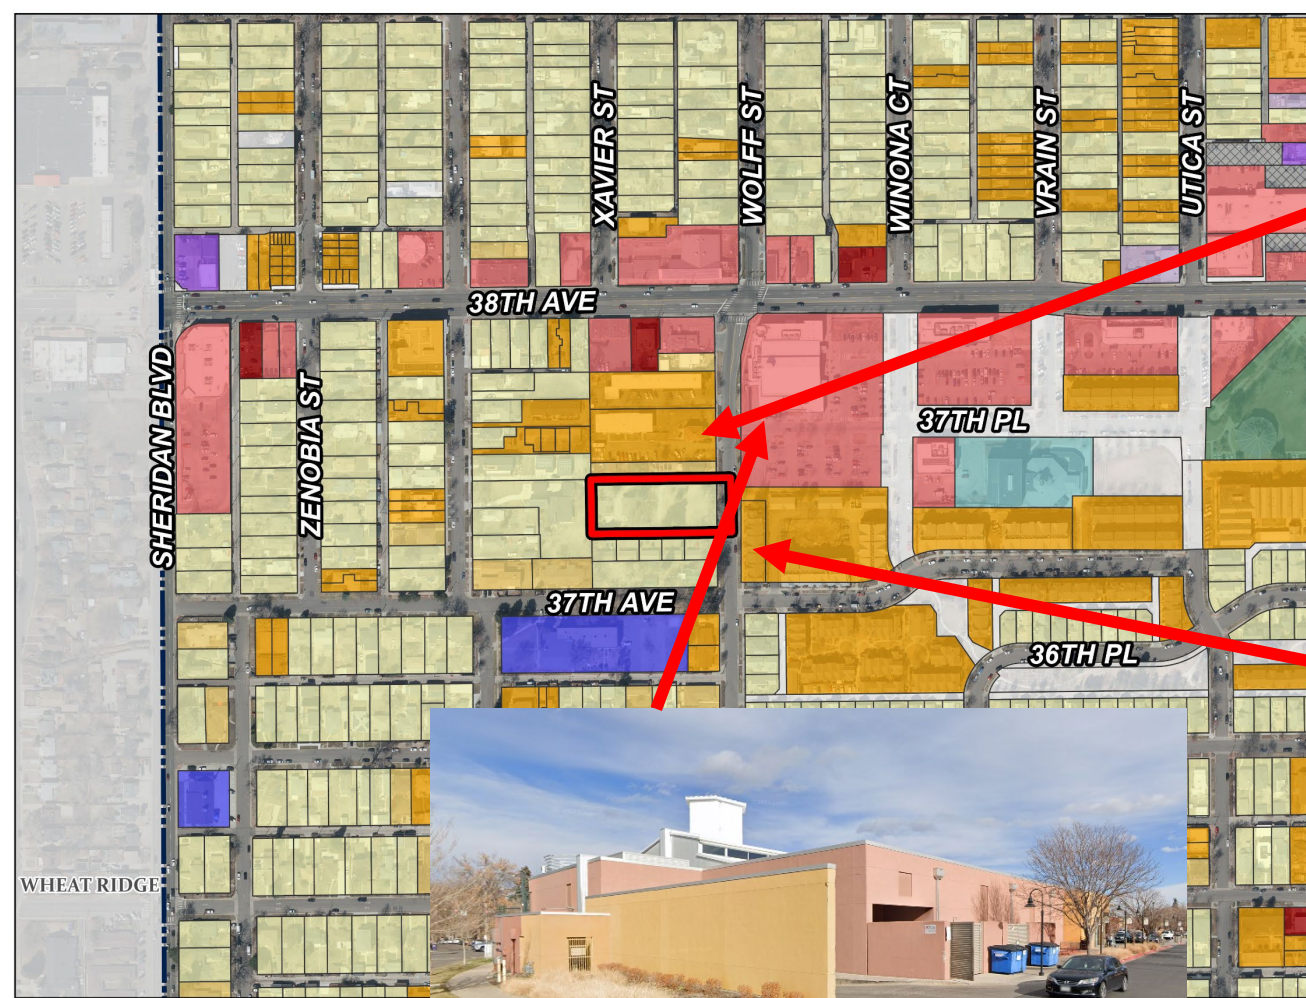 XAVIER ST
WOLFF ST
WINONA CT
VRAIN ST
UTICA ST
38TH AVE
SHERIDAN BLVD
ZENOBIA ST
37TH PL
37TH AVE
36TH PL
WHEAT RIDGE